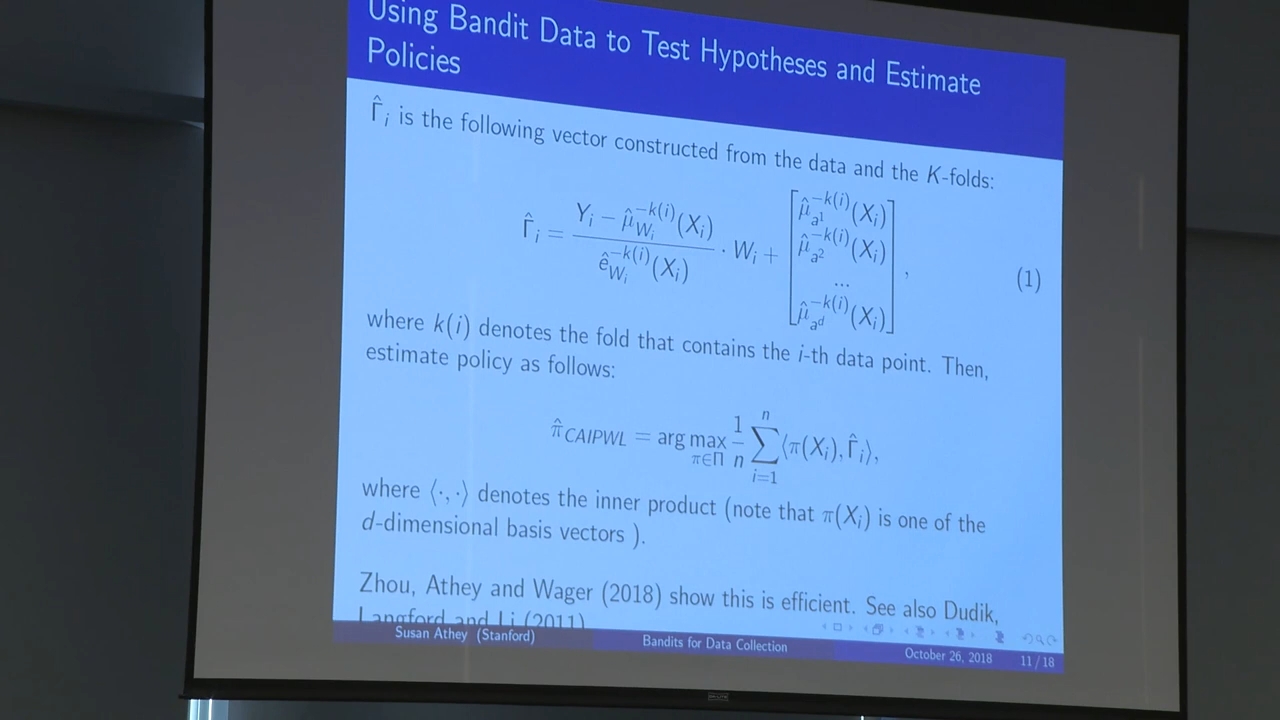 Using Bandit Data to Test Hypotheses and Estimate
Policies
Γ̂_i is the following vector constructed from the data and the K-folds:
Γ̂_i = (Y_i − μ̂_{W_i}^{−k(i)}(X_i)) / (ê_{W_i}^{−k(i)}(X_i)) · W_i + [μ̂_{a^1}^{−k(i)}(X_i) μ̂_{a^2}^{−k(i)}(X_i) ... μ̂_{a^d}^{−k(i)}(X_i)], (1)
where k(i) denotes the fold that contains the i-th data point. Then,
estimate policy as follows:
π̂_{CAIPWL} = arg max_{π∈Π} 1/n ∑_{i=1}^{n} ⟨π(X_i), Γ̂_i⟩,
where ⟨·, ·⟩ denotes the inner product (note that π(X_i) is one of the
d-dimensional basis vectors ).
Zhou, Athey and Wager (2018) show this is efficient. See also Dudik,
Langford and Li (2011)
Susan Athey (Stanford) Bandits for Data Collection October 26, 2018 11 / 18